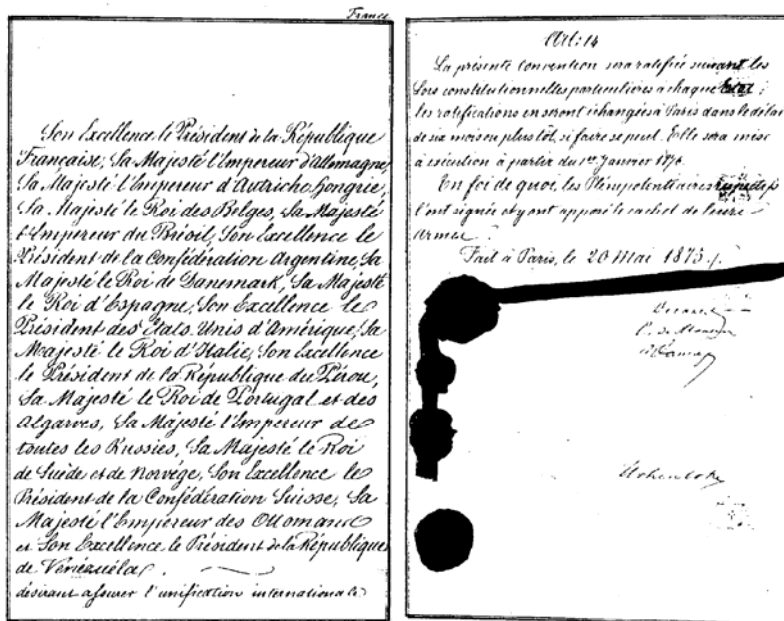 France
Son Excellence le Président de la République
Française, Sa Majesté l'Empereur d'Allemagne,
Sa Majesté l'Empereur d'Autriche Hongrie,
Sa Majesté le Roi des Belges, Sa Majesté
l'Empereur du Brésil, Son Excellence le
Président de la Confédération Argentine, Sa
Majesté le Roi de Danemark, Sa Majesté
le Roi d'Espagne, Son Excellence le
Président des Etats Unis d'Amérique, Sa
Majesté le Roi d'Italie, Son Excellence
le Président de la République du Pérou,
Sa Majesté le Roi de Portugal et des
Algarves, Sa Majesté l'Empereur de
toutes les Russies, Sa Majesté le Roi
de Suède et de Norvége, Son Excellence le
Président de la Confédération Suisse, Sa
Majesté l'Empereur des Ottomans
et Son Excellence le Président de la République
de Vénézuéla.
désirant assurer l'unification internationale
Art: 14
La présente Convention sera ratifiée suivant les
lois constitutionnelles particulières à chaque Etat;
les ratifications en seront échangées à Paris dans le délai
de six mois ou plus tôt, si faire se peut. Elle sera mise
à exécution à partir du 1er Janvier 1876.
En foi de quoi, les Plénipotentiaires respectifs
l'ont signée et y ont apposé le cachet de leurs
armes.
Fait à Paris, le 20 Mai 1875.
Decazes
Hohenlohe